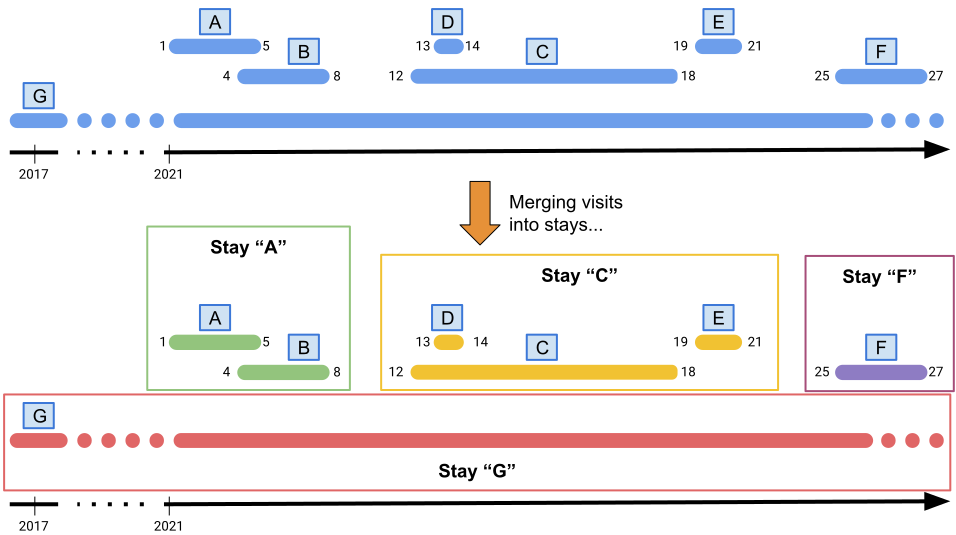 A
D
E
1
5
13
14
19
21
B
C
F
4
8
12
18
25
27
G
2017
2021
Merging visits
into stays...
Stay “A”
Stay “C”
Stay “F”
A
D
E
1
5
13
14
19
21
B
C
F
4
8
12
18
25
27
G
Stay “G”
2017
2021